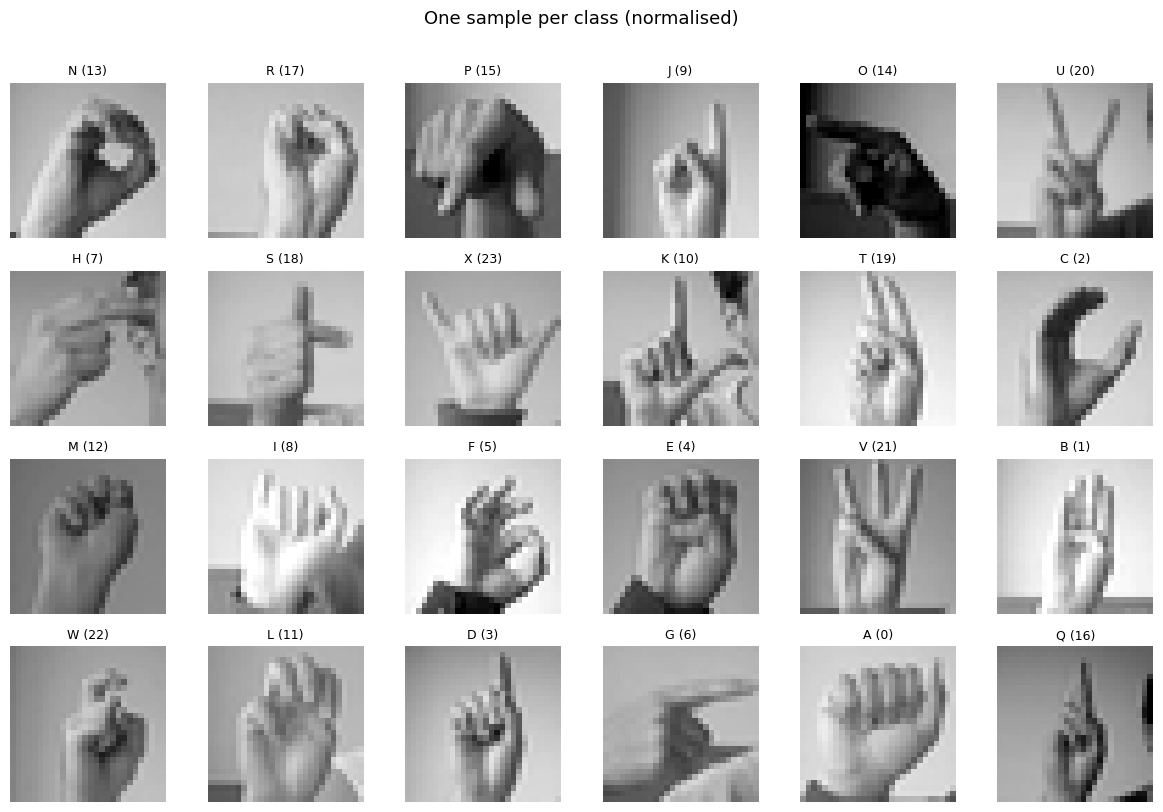 One sample per class (normalised)
N (13) R (17) P (15) J (9) O (14) U (20)
H (7) S (18) X (23) K (10) T (19) C (2)
M (12) I (8) F (5) E (4) V (21) B (1)
W (22) L (11) D (3) G (6) A (0) Q (16)